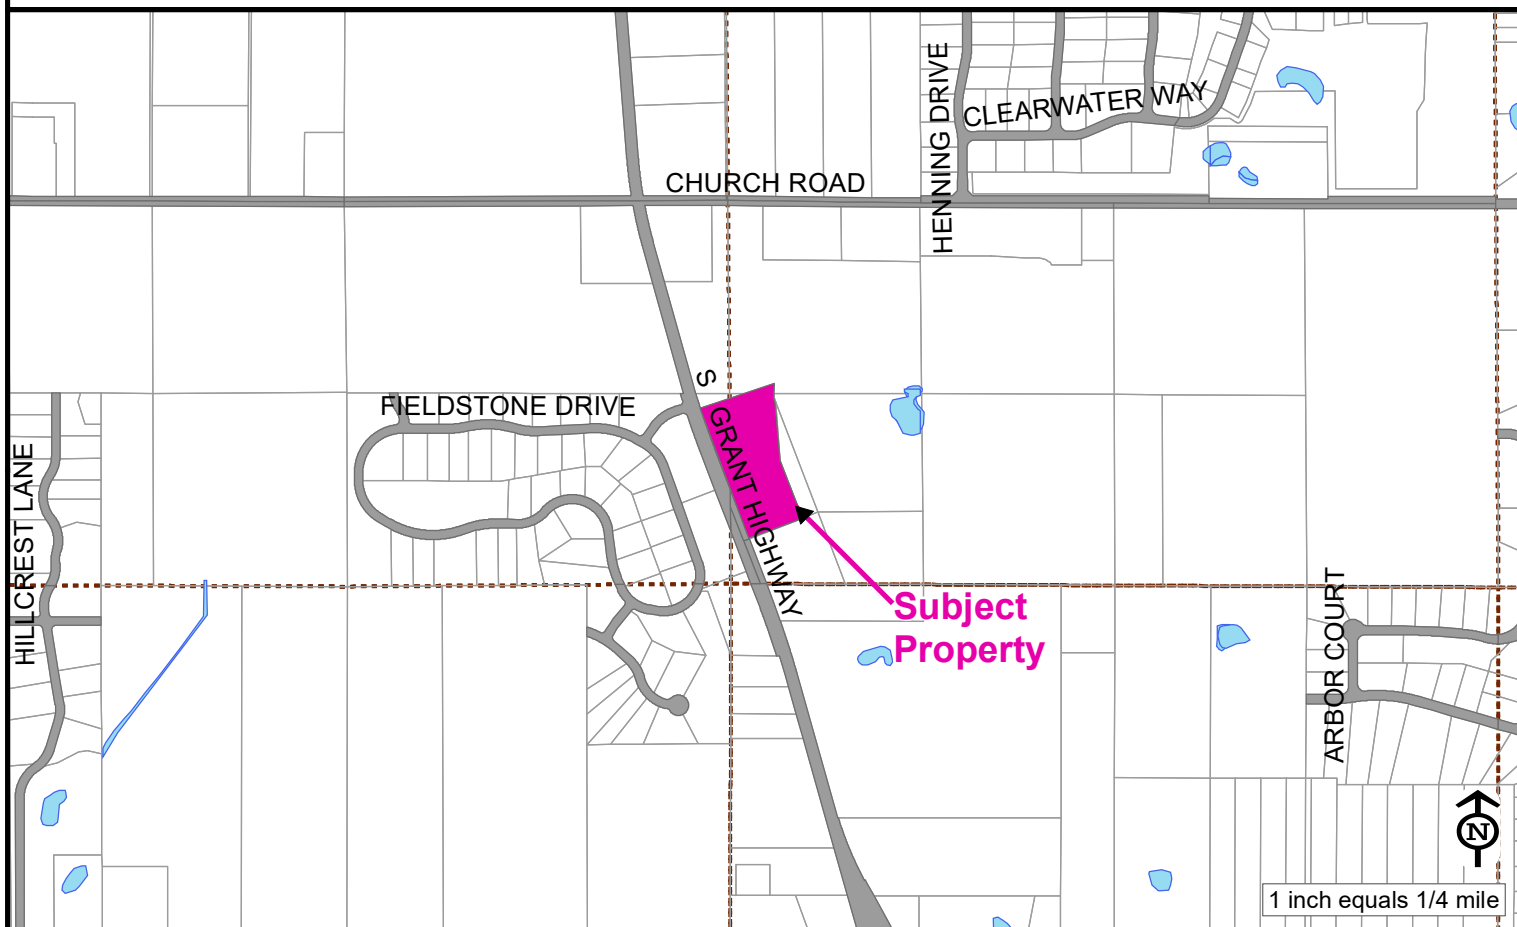 HENNING DRIVE
CLEARWATER WAY
CHURCH ROAD
S GRANT HIGHWAY
FIELDSTONE DRIVE
HILLCREST LANE
Subject
Property
ARBOR COURT
N
1 inch equals 1/4 mile